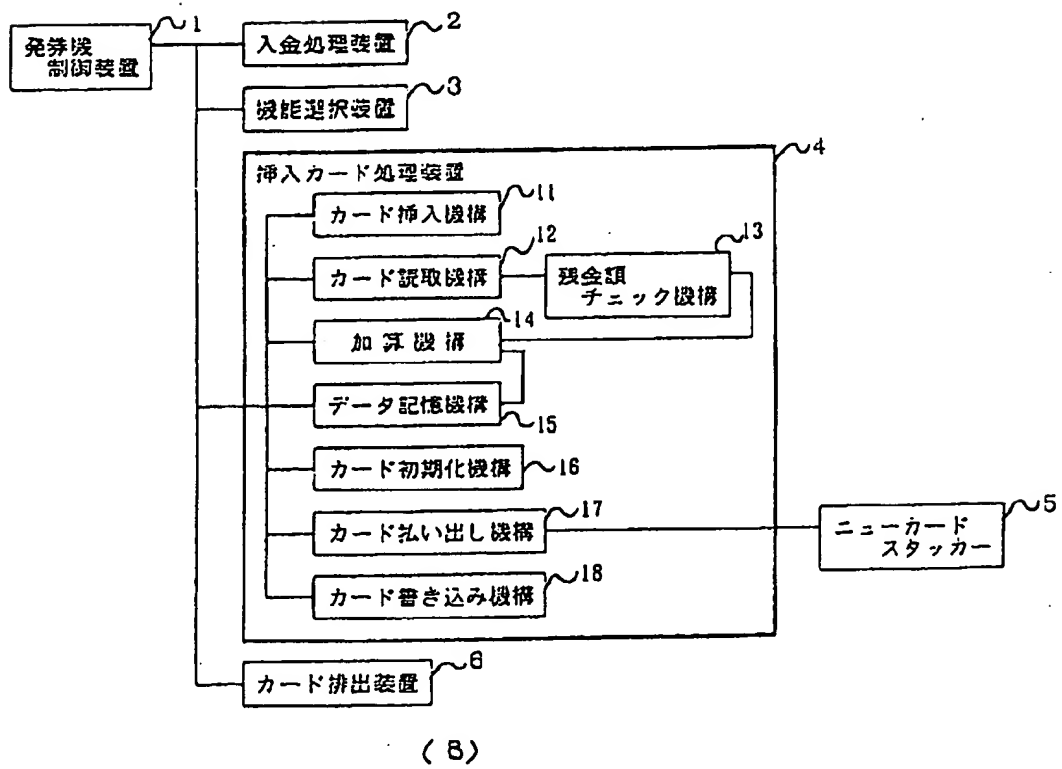 1
発券機
制御装置
2
入金処理装置
3
機能選択装置
4
挿入カード処理装置
11
カード挿入機構
12
カード読取機構
13
残金額
チェック機構
14
加算機構
データ記憶機構
15
カード初期化機構
16
カード払い出し機構
17
ニューカード
スタッカー
5
カード書き込み機構
18
カード排出装置
6
(8)